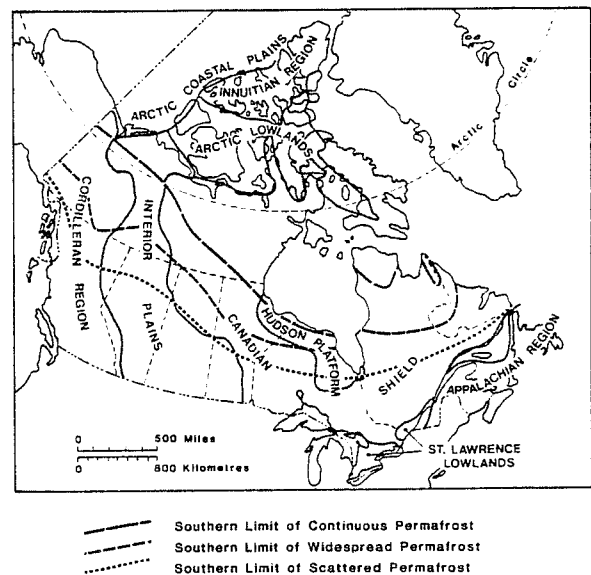 ARCTIC COASTAL PLAINS
INNUITIAN REGION
ARCTIC LOWLANDS
Arctic Circle
CORDILLERAN REGION
INTERIOR PLAINS
HUDSON PLATFORM
CANADIAN SHIELD
APPALACHIAN REGION
ST. LAWRENCE
LOWLANDS
0 500 Miles
0 800 Kilometres
Southern Limit of Continuous Permafrost
Southern Limit of Widespread Permafrost
Southern Limit of Scattered Permafrost